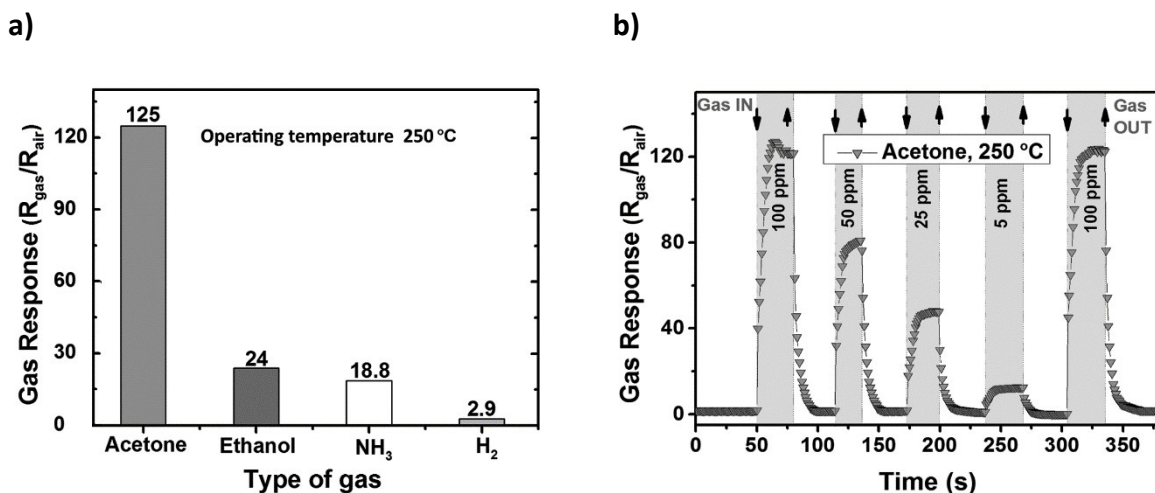 a)
Gas Response (Rgas/Rair)
120
90
60
30
0
125
Operating temperature 250 °C
24
18.8
2.9
Acetone
Ethanol
NH3
H2
Type of gas
b)
Gas Response (Rgas/Rair)
120
80
40
0
Gas IN
Gas
OUT
Acetone, 250 °C
100 ppm
50 ppm
25 ppm
5 ppm
100 ppm
0
50
100
150
200
250
300
350
Time (s)